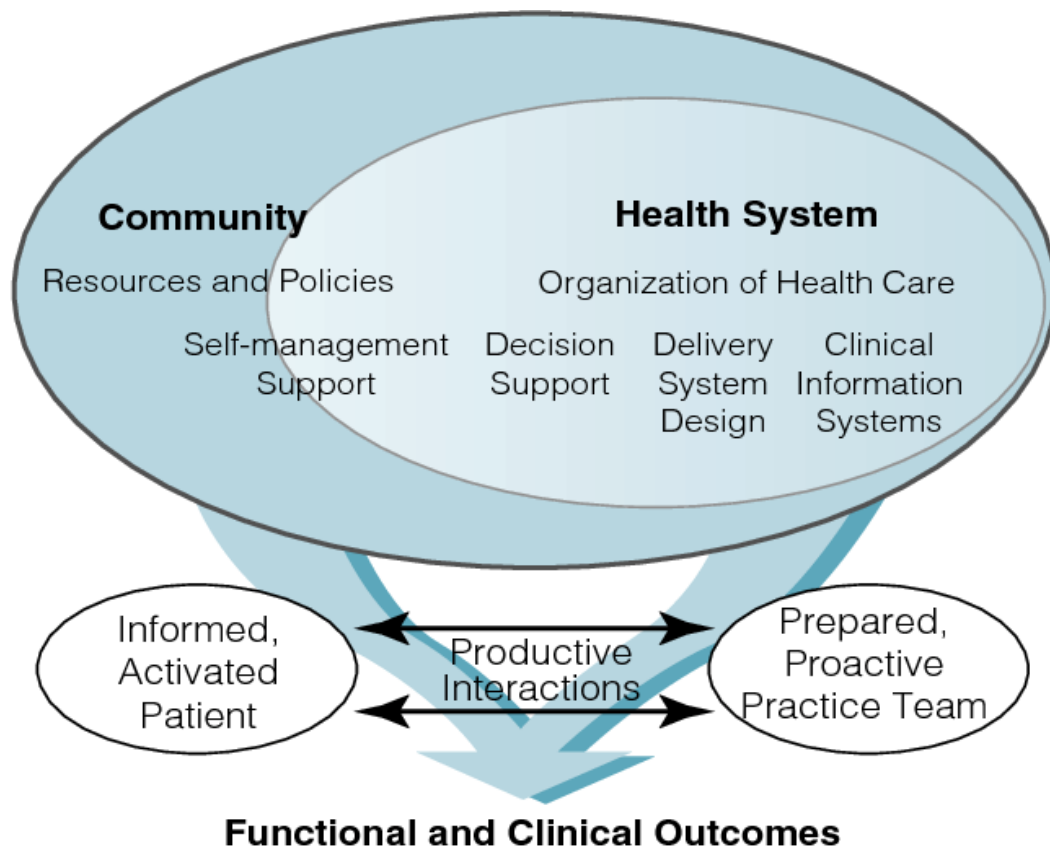 Community
Health System
Resources and Policies
Organization of Health Care
Self-management
Support
Decision
Support
Delivery
System
Design
Clinical
Information
Systems
Informed,
Activated
Patient
Productive
Interactions
Prepared,
Proactive
Practice Team
Functional and Clinical Outcomes